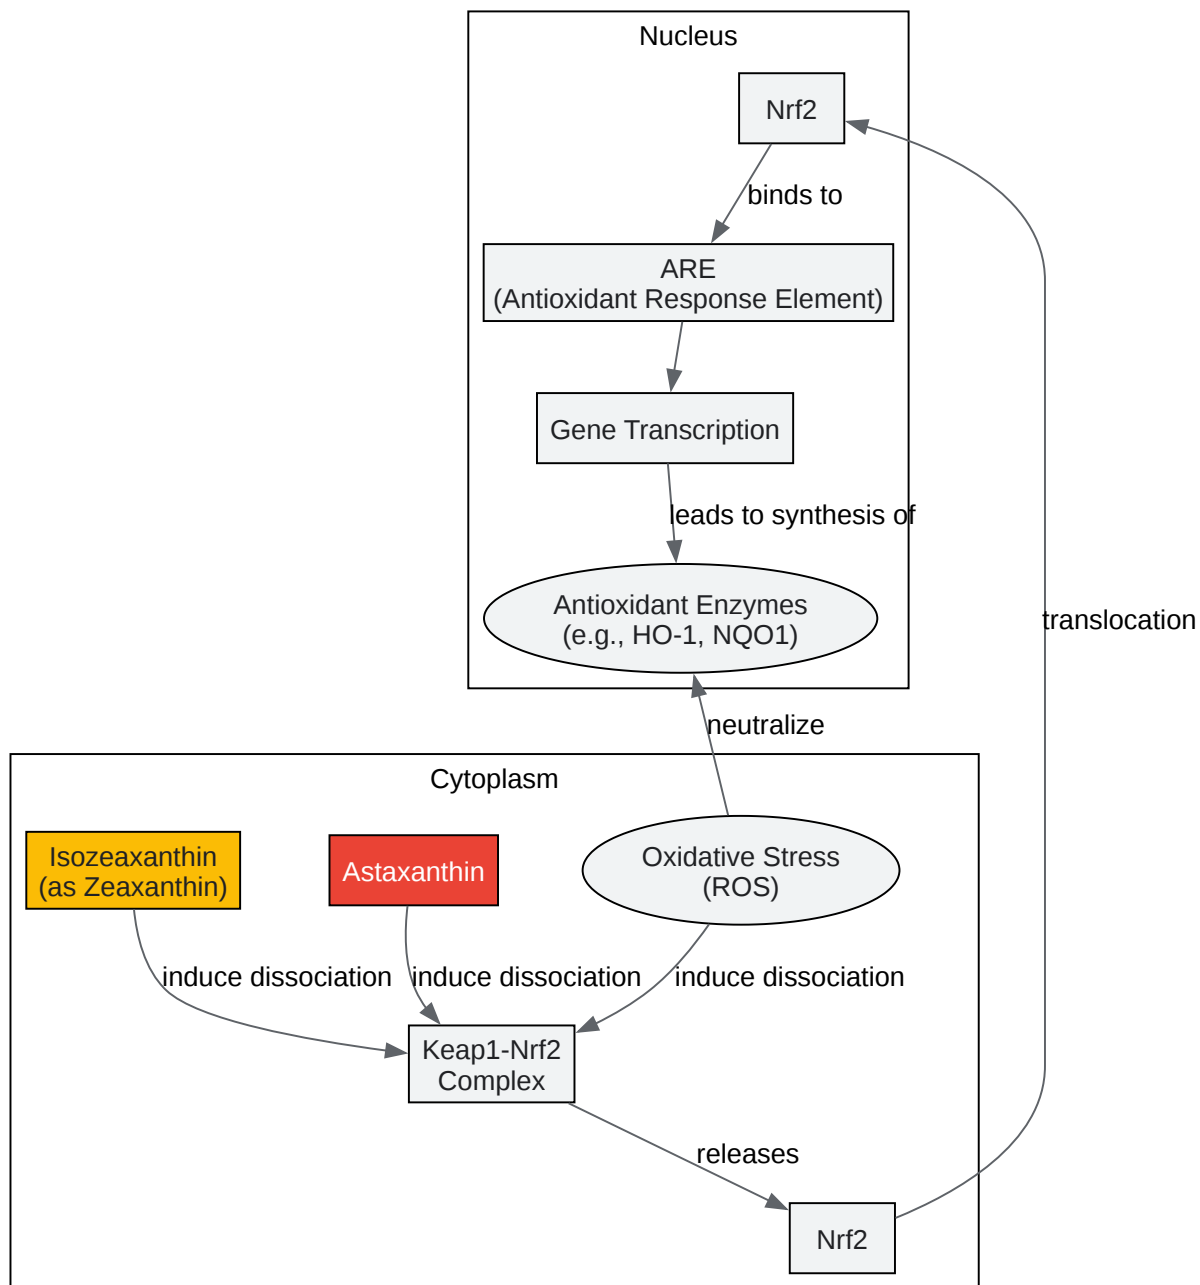 Nucleus
Nrf2
binds to
ARE
(Antioxidant Response Element)
Gene Transcription
leads to synthesis of
Antioxidant Enzymes
(e.g., HO-1, NQO1)
translocation
neutralize
Cytoplasm
Isozeaxanthin
(as Zeaxanthin)
Astaxanthin
Oxidative Stress
(ROS)
induce dissociation
induce dissociation
induce dissociation
Keap1-Nrf2
Complex
releases
Nrf2